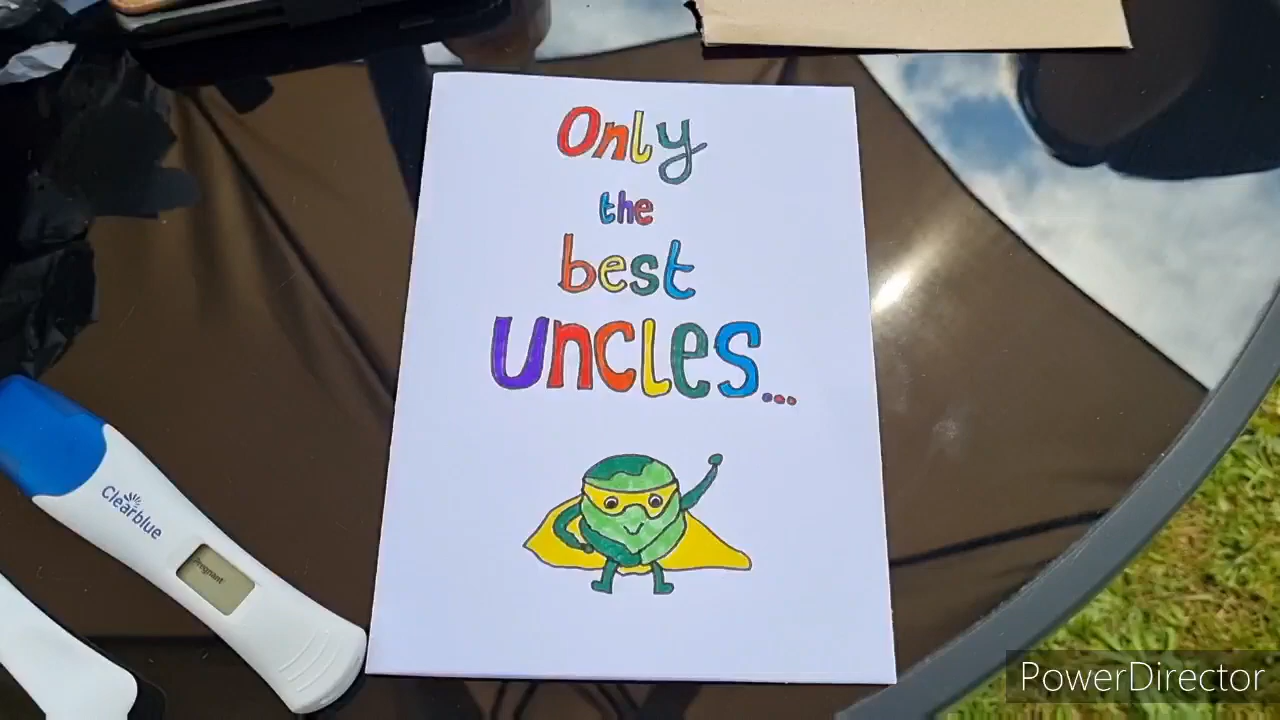 Only
the
best
UNCLES...
Clearblue
Pregnant
PowerDirector